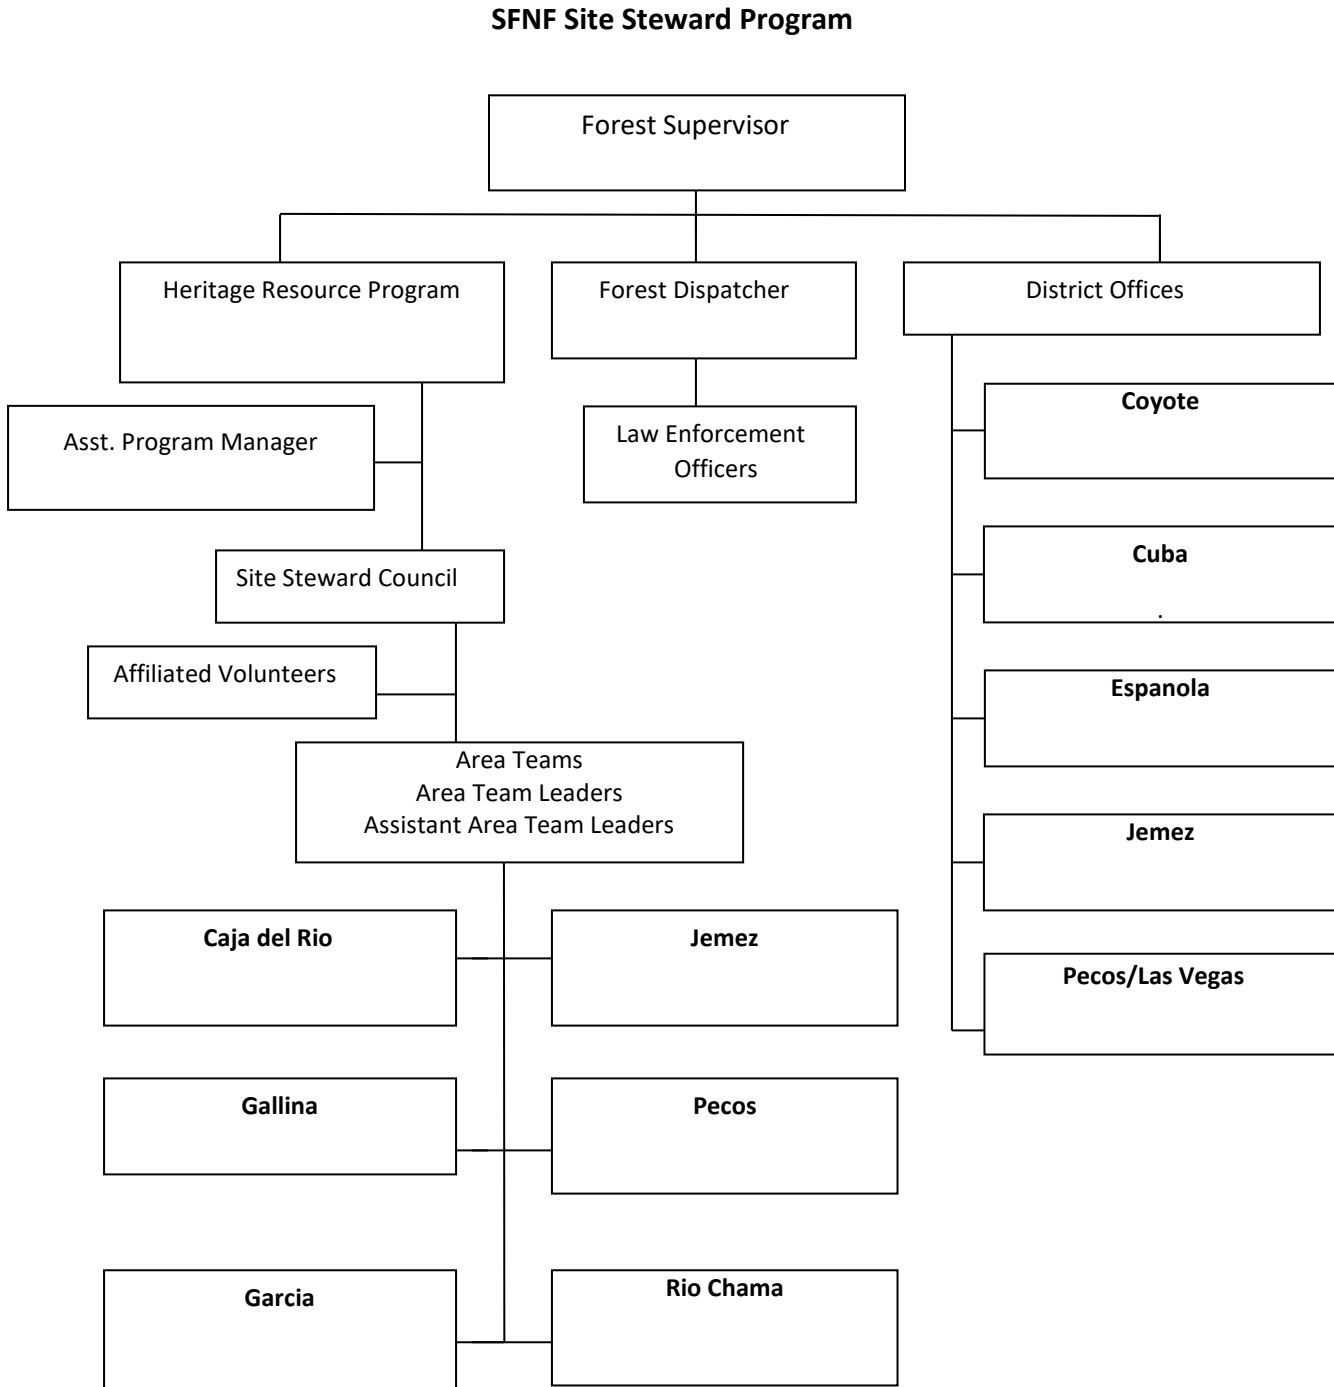 SFNF Site Steward Program
Forest Supervisor
Heritage Resource Program
Forest Dispatcher
District Offices
Asst. Program Manager
Law Enforcement
Officers
Coyote
Site Steward Council
Cuba
.
Affiliated Volunteers
Espanola
Area Teams
Area Team Leaders
Assistant Area Team Leaders
Jemez
Caja del Rio
Jemez
Pecos/Las Vegas
Gallina
Pecos
Garcia
Rio Chama